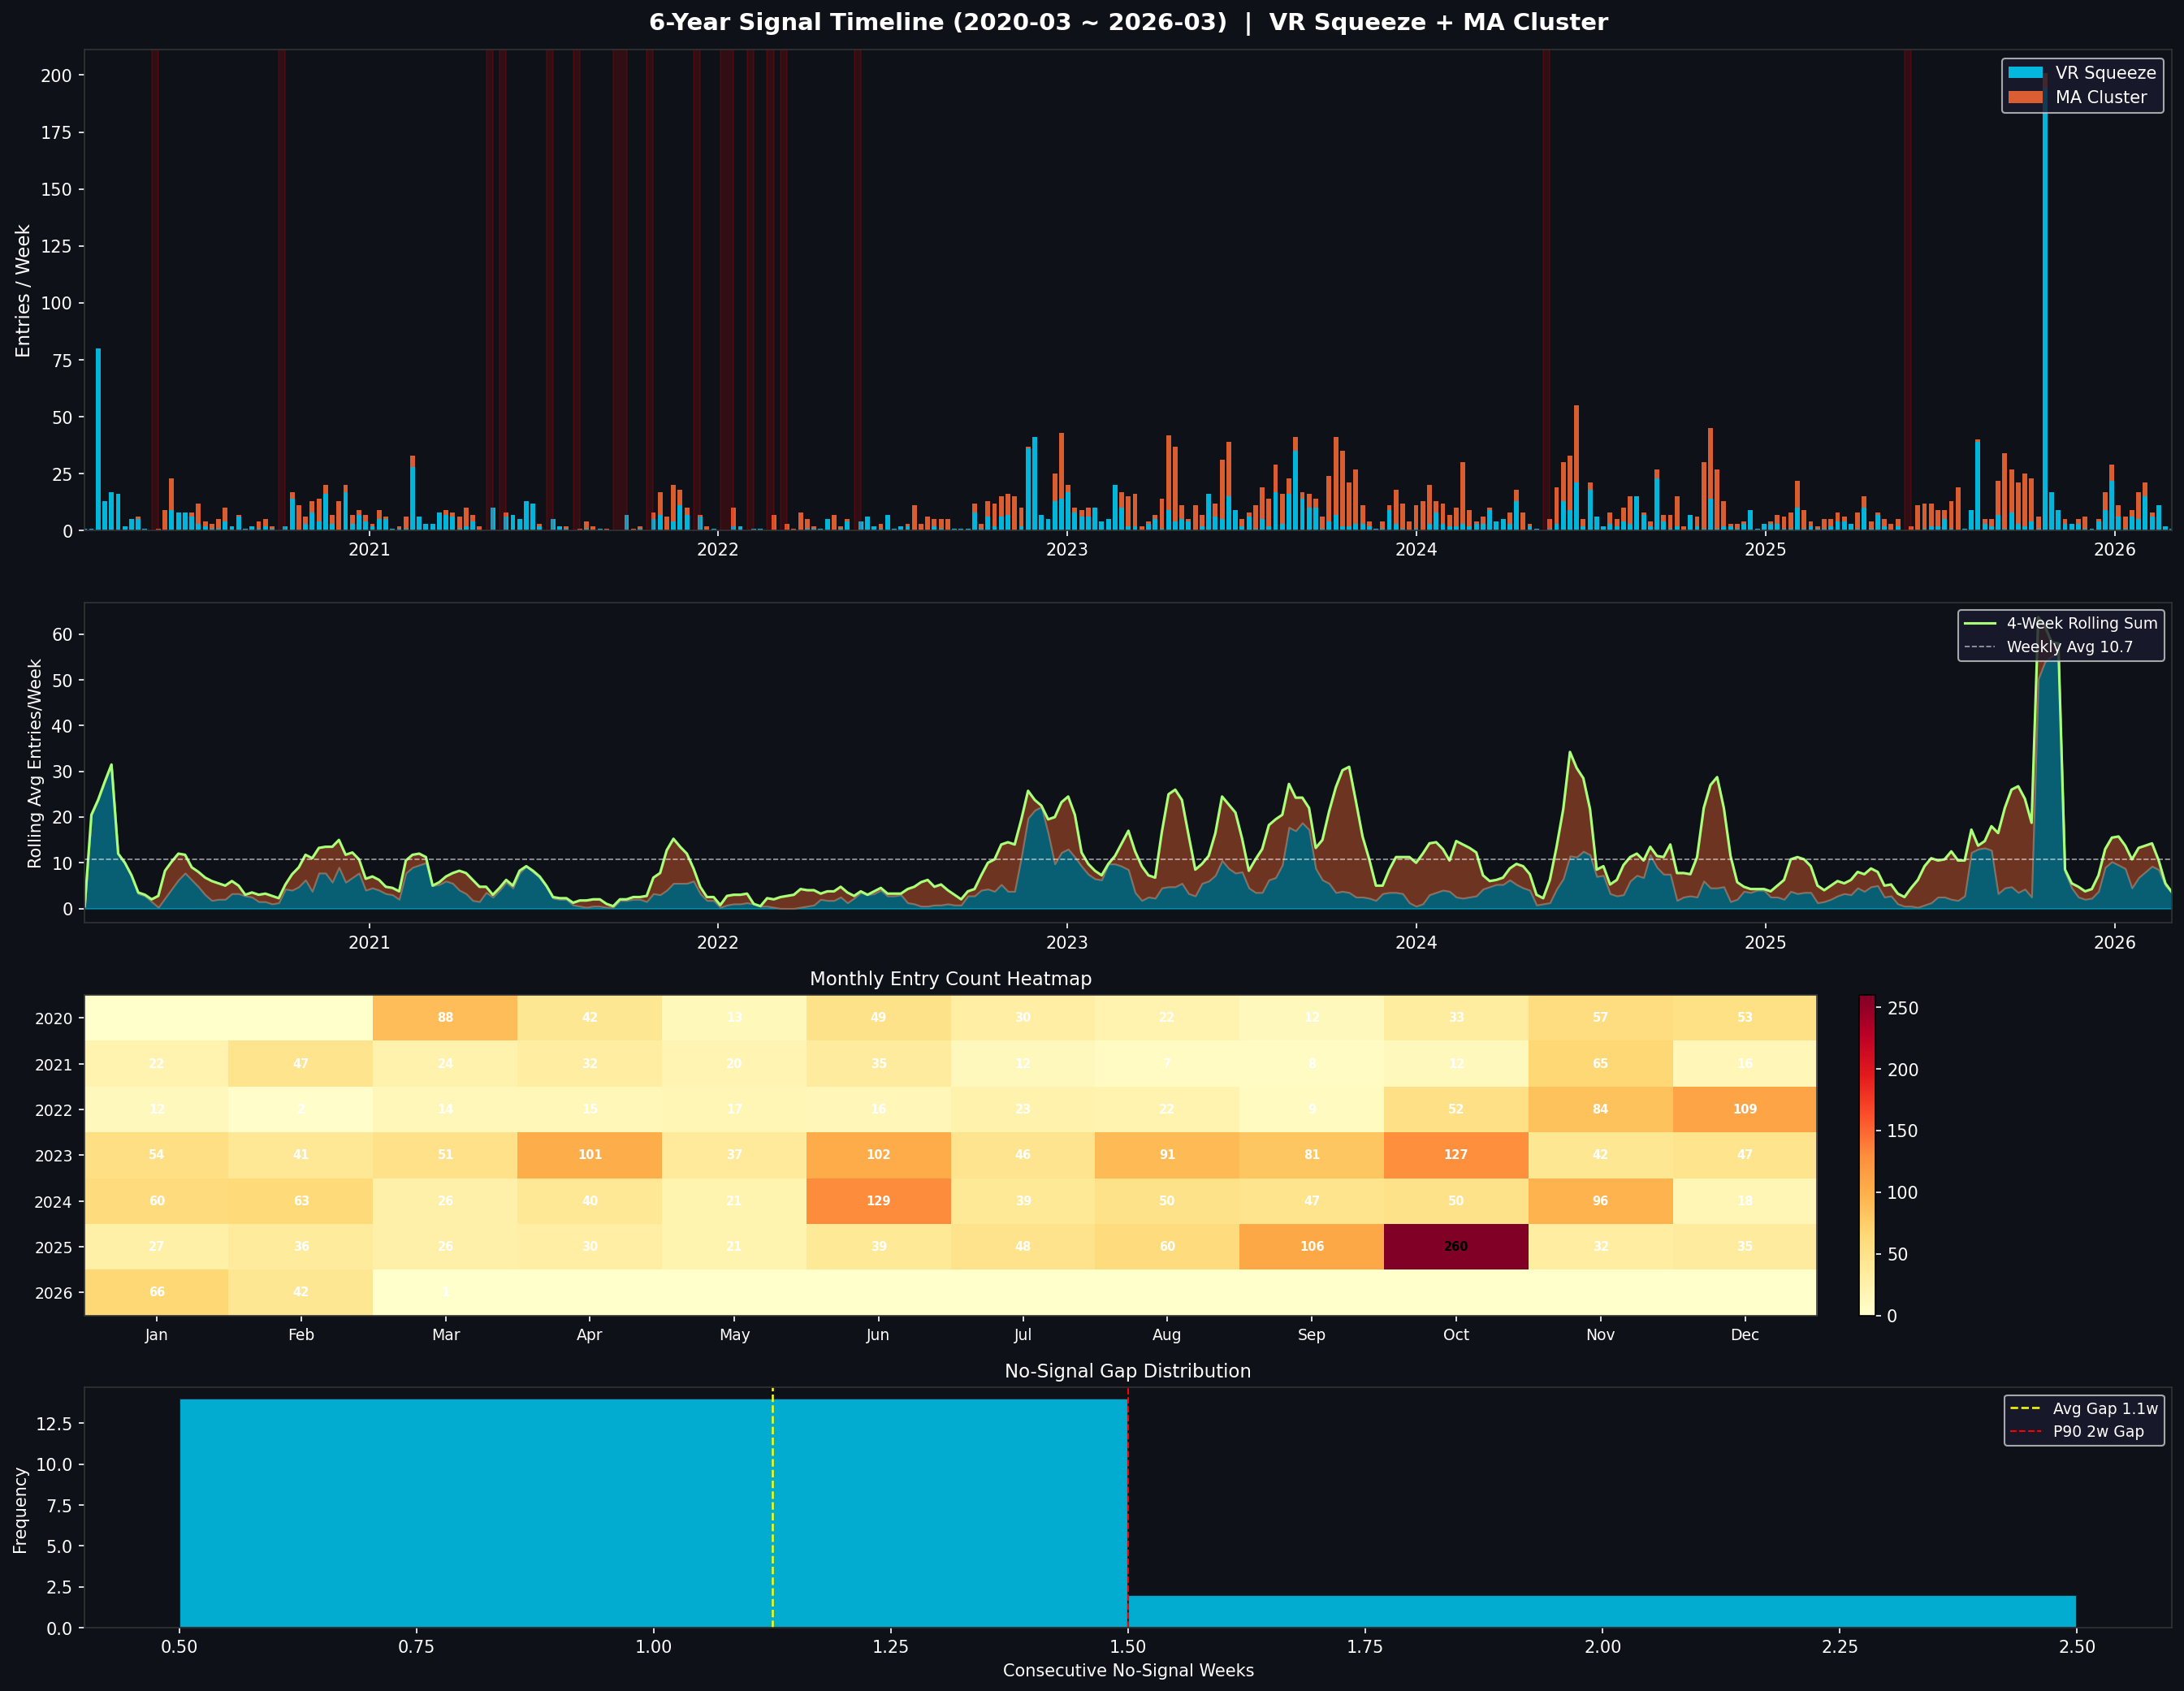 6-Year Signal Timeline (2020-03 ~ 2026-03) | VR Squeeze + MA Cluster
Entries / Week
200
175
150
125
100
75
50
25
0
VR Squeeze
MA Cluster
2021 2022 2023 2024 2025 2026
Rolling Avg Entries/Week
60
50
40
30
20
10
0
4-Week Rolling Sum
Weekly Avg 10.7
2021 2022 2023 2024 2025 2026
Monthly Entry Count Heatmap
2020 88 42 13 49 30 22 12 33 57 53
2021 22 47 24 32 20 35 12 7 8 12 65 16
2022 12 2 14 15 17 16 23 22 9 52 84 109
2023 54 41 51 101 37 102 46 91 81 127 42 47
2024 60 63 26 40 21 129 39 50 47 50 96 18
2025 27 36 26 30 21 39 48 60 106 260 32 35
2026 66 42
Jan Feb Mar Apr May Jun Jul Aug Sep Oct Nov Dec
250
200
150
100
50
0
No-Signal Gap Distribution
Frequency
12.5
10.0
7.5
5.0
2.5
0.0
Avg Gap 1.1w
P90 2w Gap
0.50 0.75 1.00 1.25 1.50 1.75 2.00 2.25 2.50
Consecutive No-Signal Weeks